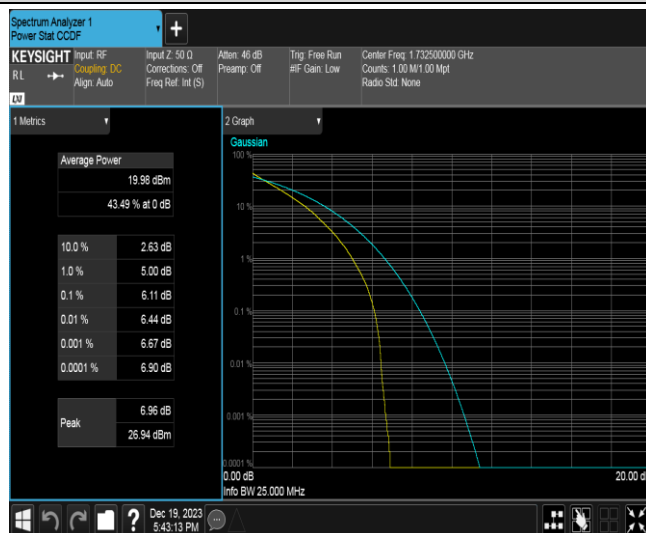 Spectrum Analyzer 1
Power Stat CCDF
+
KEYSIGHT
RL
LXI
Input: RF
Coupling: DC
Align: Auto
Input Z: 50 Ω
Corrections: Off
Freq Ref: Int (S)
Atten: 46 dB
Preamp: Off
Trig: Free Run
#IF Gain: Low
Center Freq: 1.732500000 GHz
Counts: 1.00 M/1.00 Mpt
Radio Std: None
1 Metrics
Average Power
19.98 dBm
43.49 % at 0 dB
10.0 % 2.63 dB
1.0 % 5.00 dB
0.1 % 6.11 dB
0.01 % 6.44 dB
0.001 % 6.67 dB
0.0001 % 6.90 dB
Peak
6.96 dB
26.94 dBm
2 Graph
Gaussian
100 %
10 %
1 %
0.1 %
0.01 %
0.001 %
0.0001 %
0.00 dB
20.00 d
Info BW 25.000 MHz
?
Dec 19, 2023
5:43:13 PM